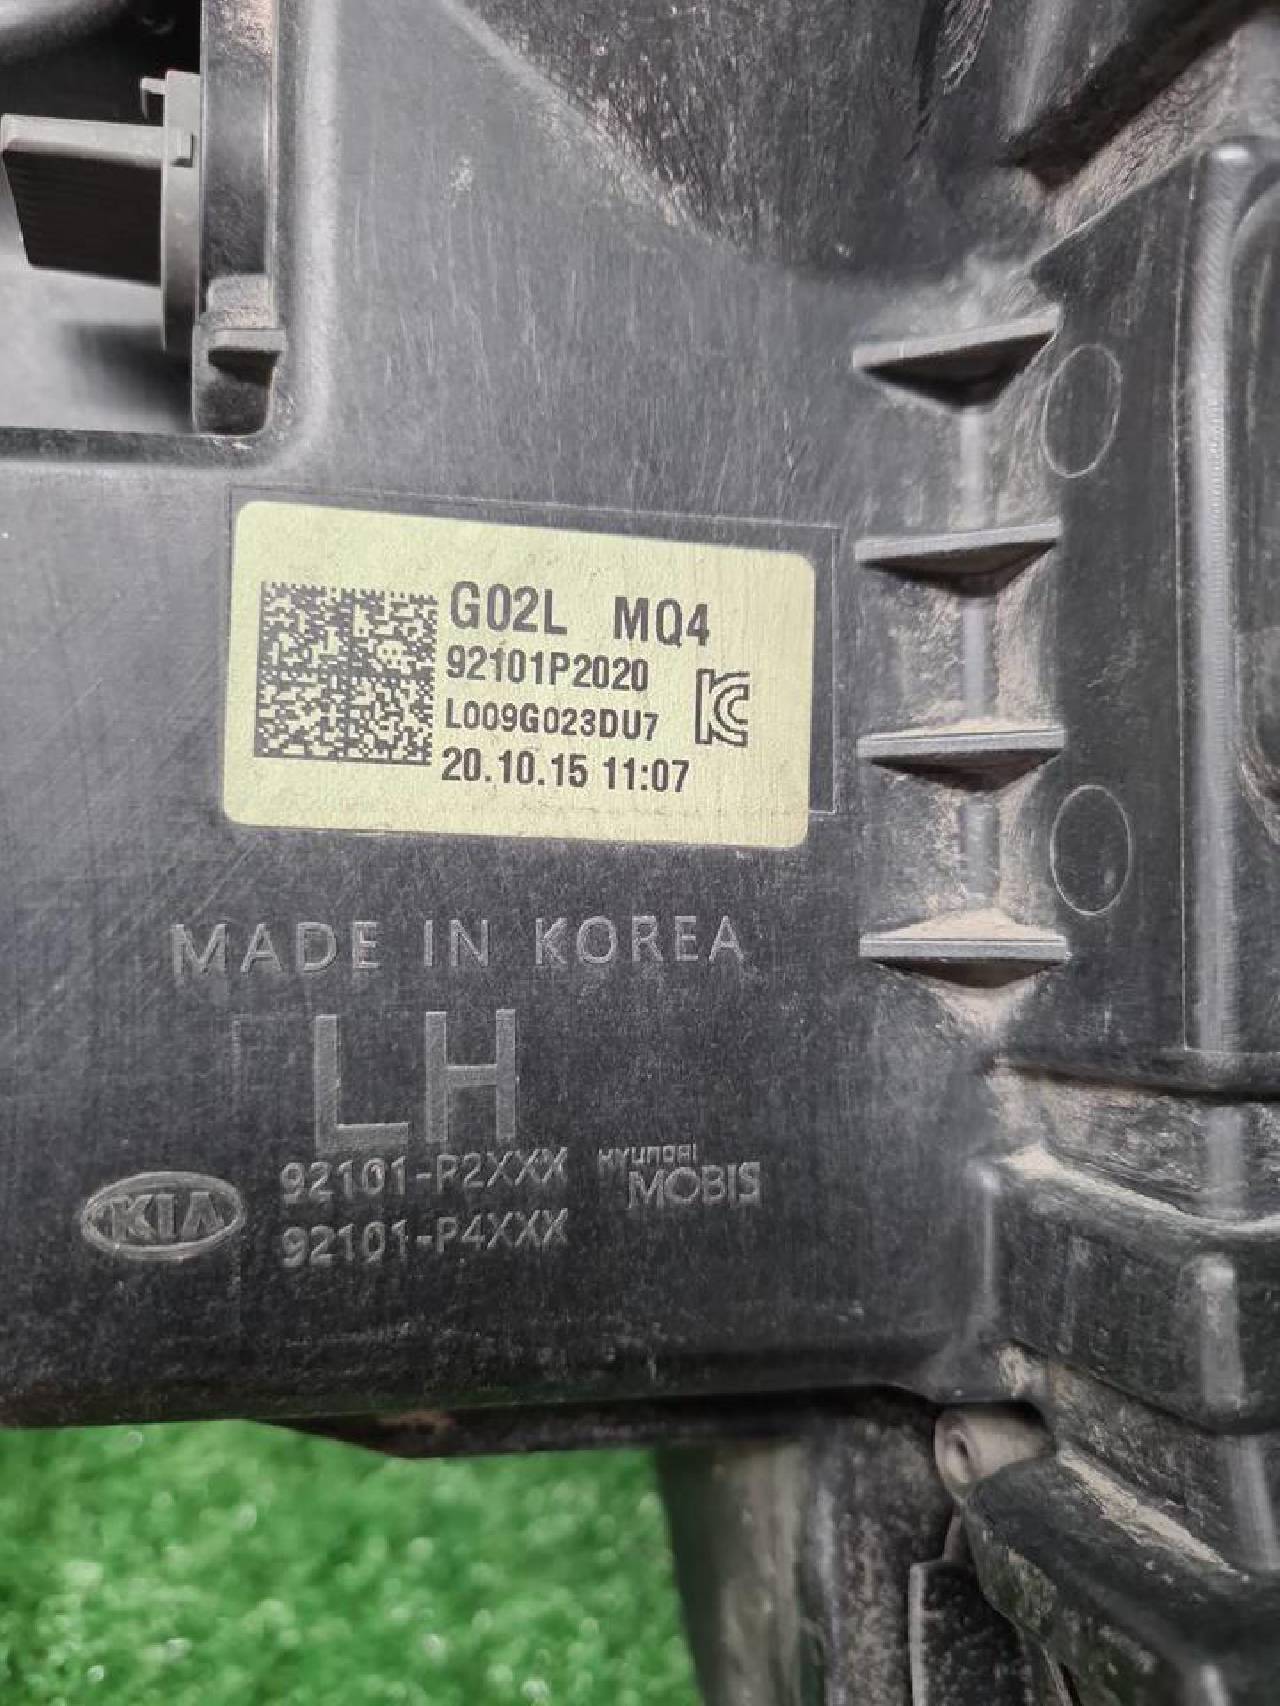 G02L MQ4
92101P2020
L009G023DU7
20.10.15 11:07
MADE IN KOREA
LH
92101-P2XXX
HYUNDAI
MOBIS
KIA
92101-P4XXX